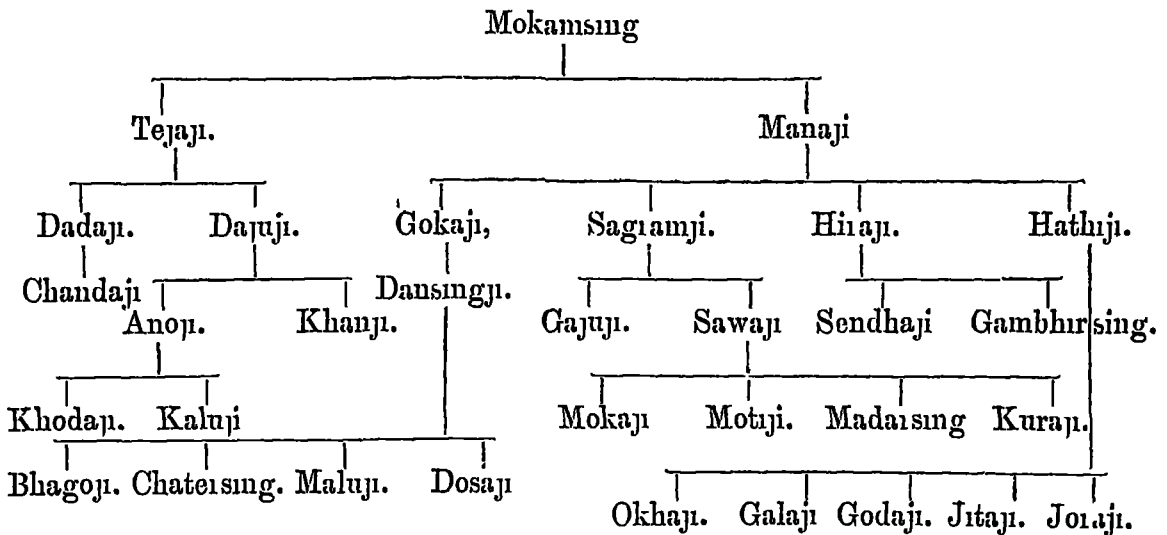 Mokamsing
Tejaji. Manaji
Dadaji. Dajuji. Gokaji, Sagramji. Hiraji. Hathiji.
Chandaji Dansingji.
Anoji. Khanji. Gajuji. Sawaji Sendhaji Gambhirsing.
Khodaji. Kaluji Mokaji Motiji. Madarsing Kuraji.
Bhagoji. Chatersing. Maluji. Dosaji
Okhaji. Galaji Godaji. Jitaji. Joraji.